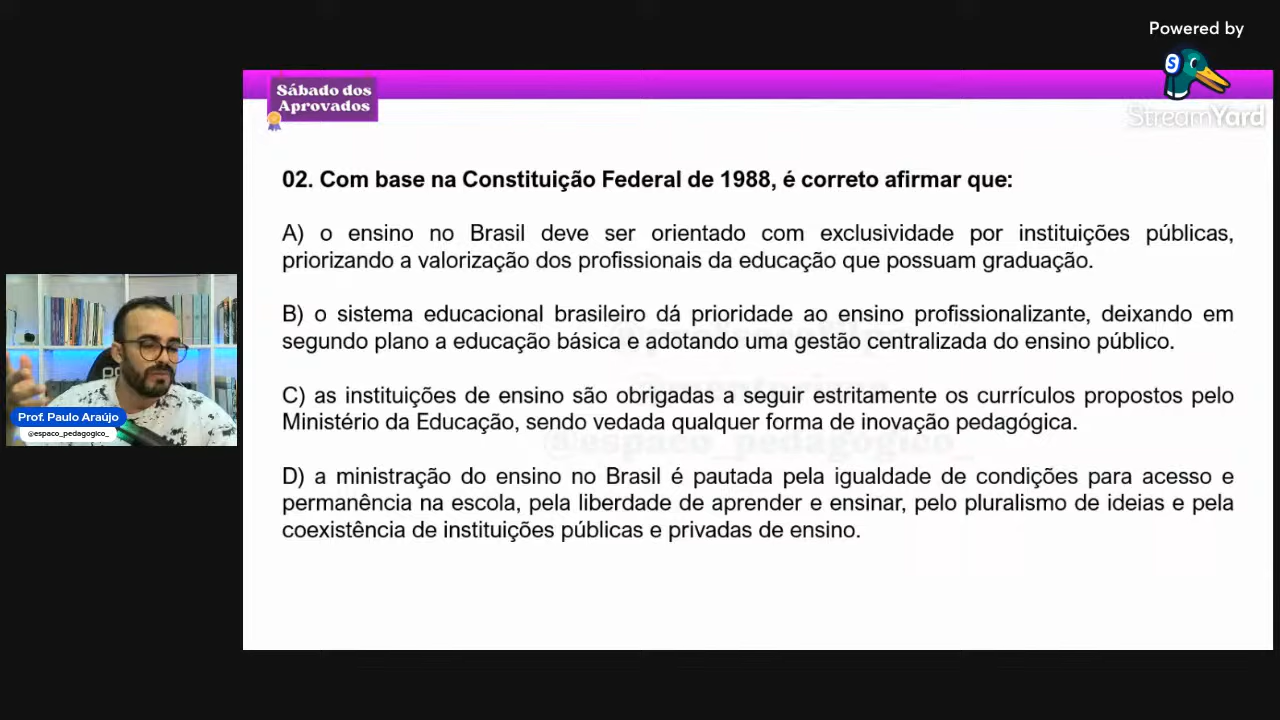 Powered by
StreamYard
Sábado dos
Aprovados
02. Com base na Constituição Federal de 1988, é correto afirmar que:
A) o ensino no Brasil deve ser orientado com exclusividade por instituições públicas,
priorizando a valorização dos profissionais da educação que possuam graduação.
B) o sistema educacional brasileiro dá prioridade ao ensino profissionalizante, deixando em
segundo plano a educação básica e adotando uma gestão centralizada do ensino público.
C) as instituições de ensino são obrigadas a seguir estritamente os currículos propostos pelo
Ministério da Educação, sendo vedada qualquer forma de inovação pedagógica.
@espaco_pedagogico_
D) a ministração do ensino no Brasil é pautada pela igualdade de condições para acesso e
permanência na escola, pela liberdade de aprender e ensinar, pelo pluralismo de ideias e pela
coexistência de instituições públicas e privadas de ensino.
Prof. Paulo Araújo
@espaco_pedagogico_